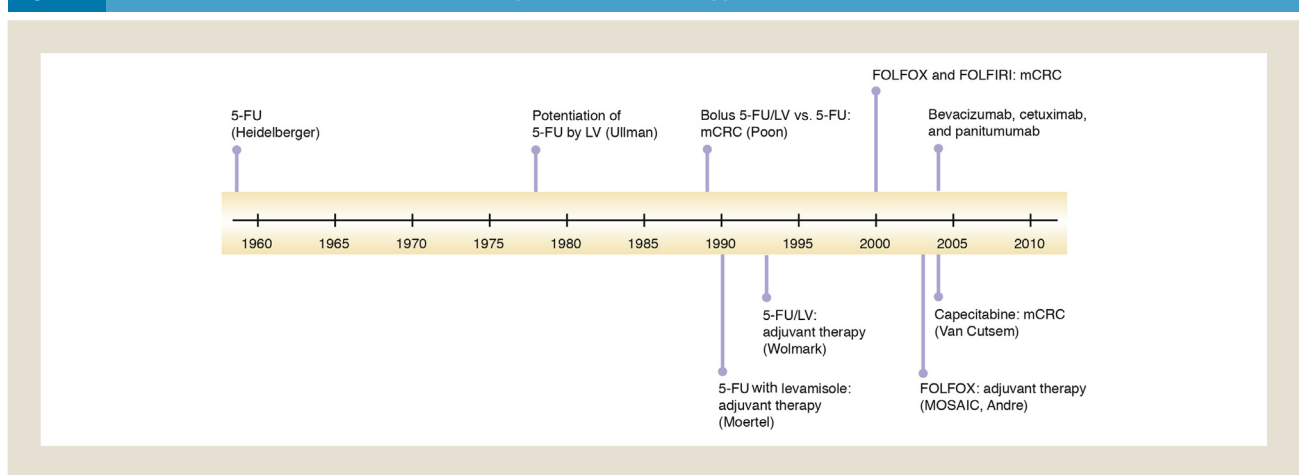 FOLFOX and FOLFIRI: mCRC
5-FU
(Heidelberger)
Potentiation of
5-FU by LV (Ullman)
Bolus 5-FU/LV vs. 5-FU:
mCRC (Poon)
Bevacizumab, cetuximab,
and panitumumab
1960 1965 1970 1975 1980 1985 1990 1995 2000 2005 2010
5-FU/LV:
adjuvant therapy
(Wolmark)
Capecitabine: mCRC
(Van Cutsem)
5-FU with levamisole:
adjuvant therapy
(Moertel)
FOLFOX: adjuvant therapy
(MOSAIC, Andre)